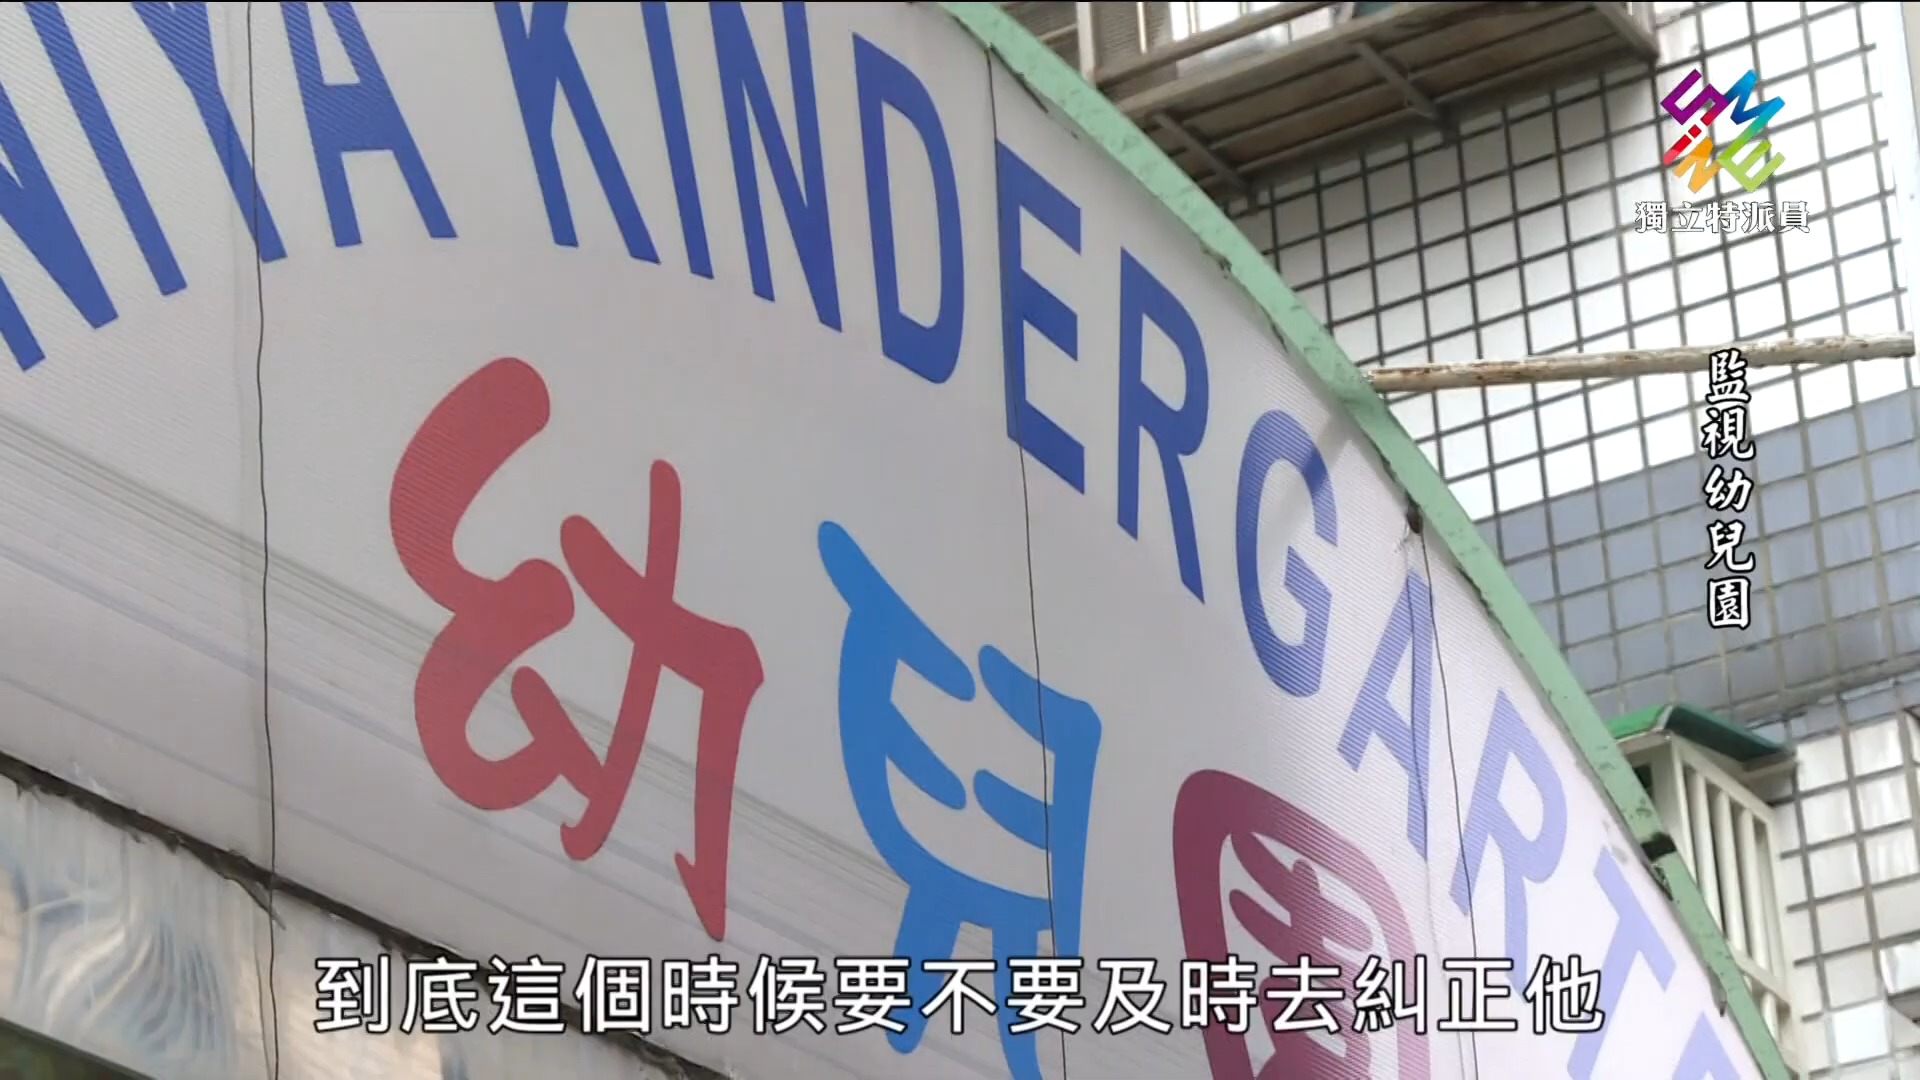 NIYA KINDERGARTE
幼兒園
INNEWS
獨立特派員
監視幼兒園
到底這個時候要不要及時去糾正他